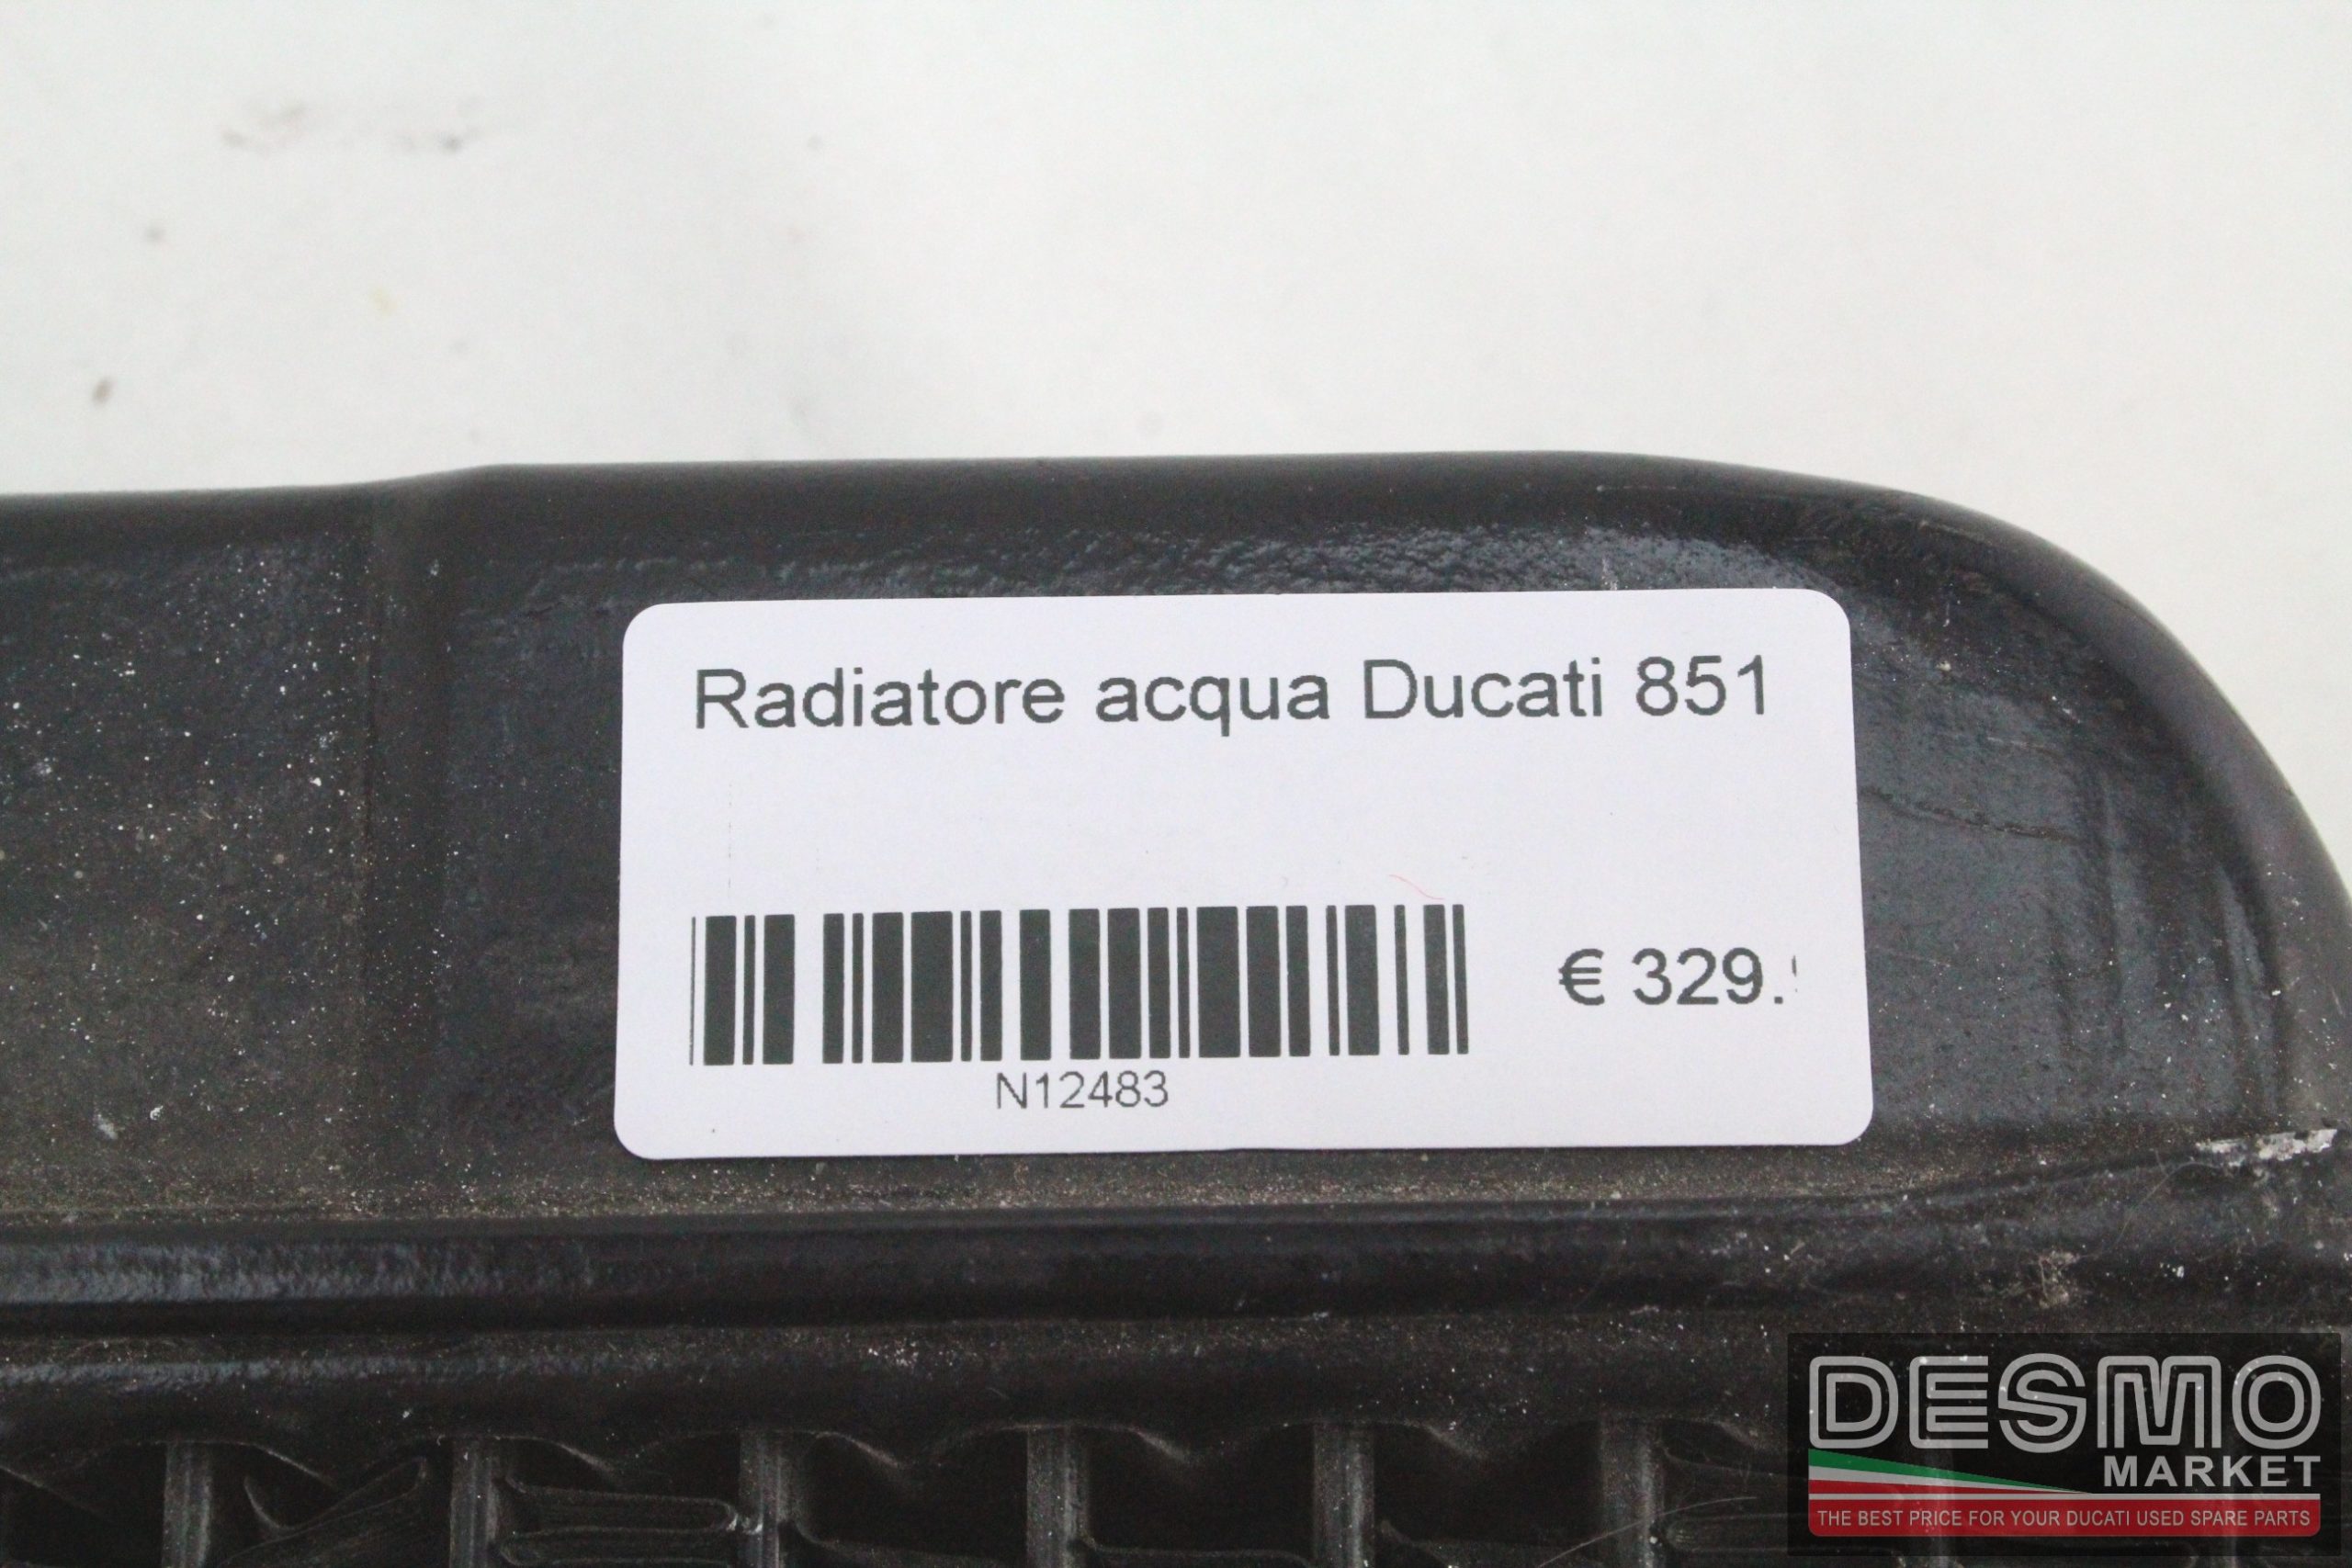 Radiatore acqua Ducati 851
€ 329.
N12483
DESMO
MARKET
THE BEST PRICE FOR YOUR DUCATI USED SPARE PARTS